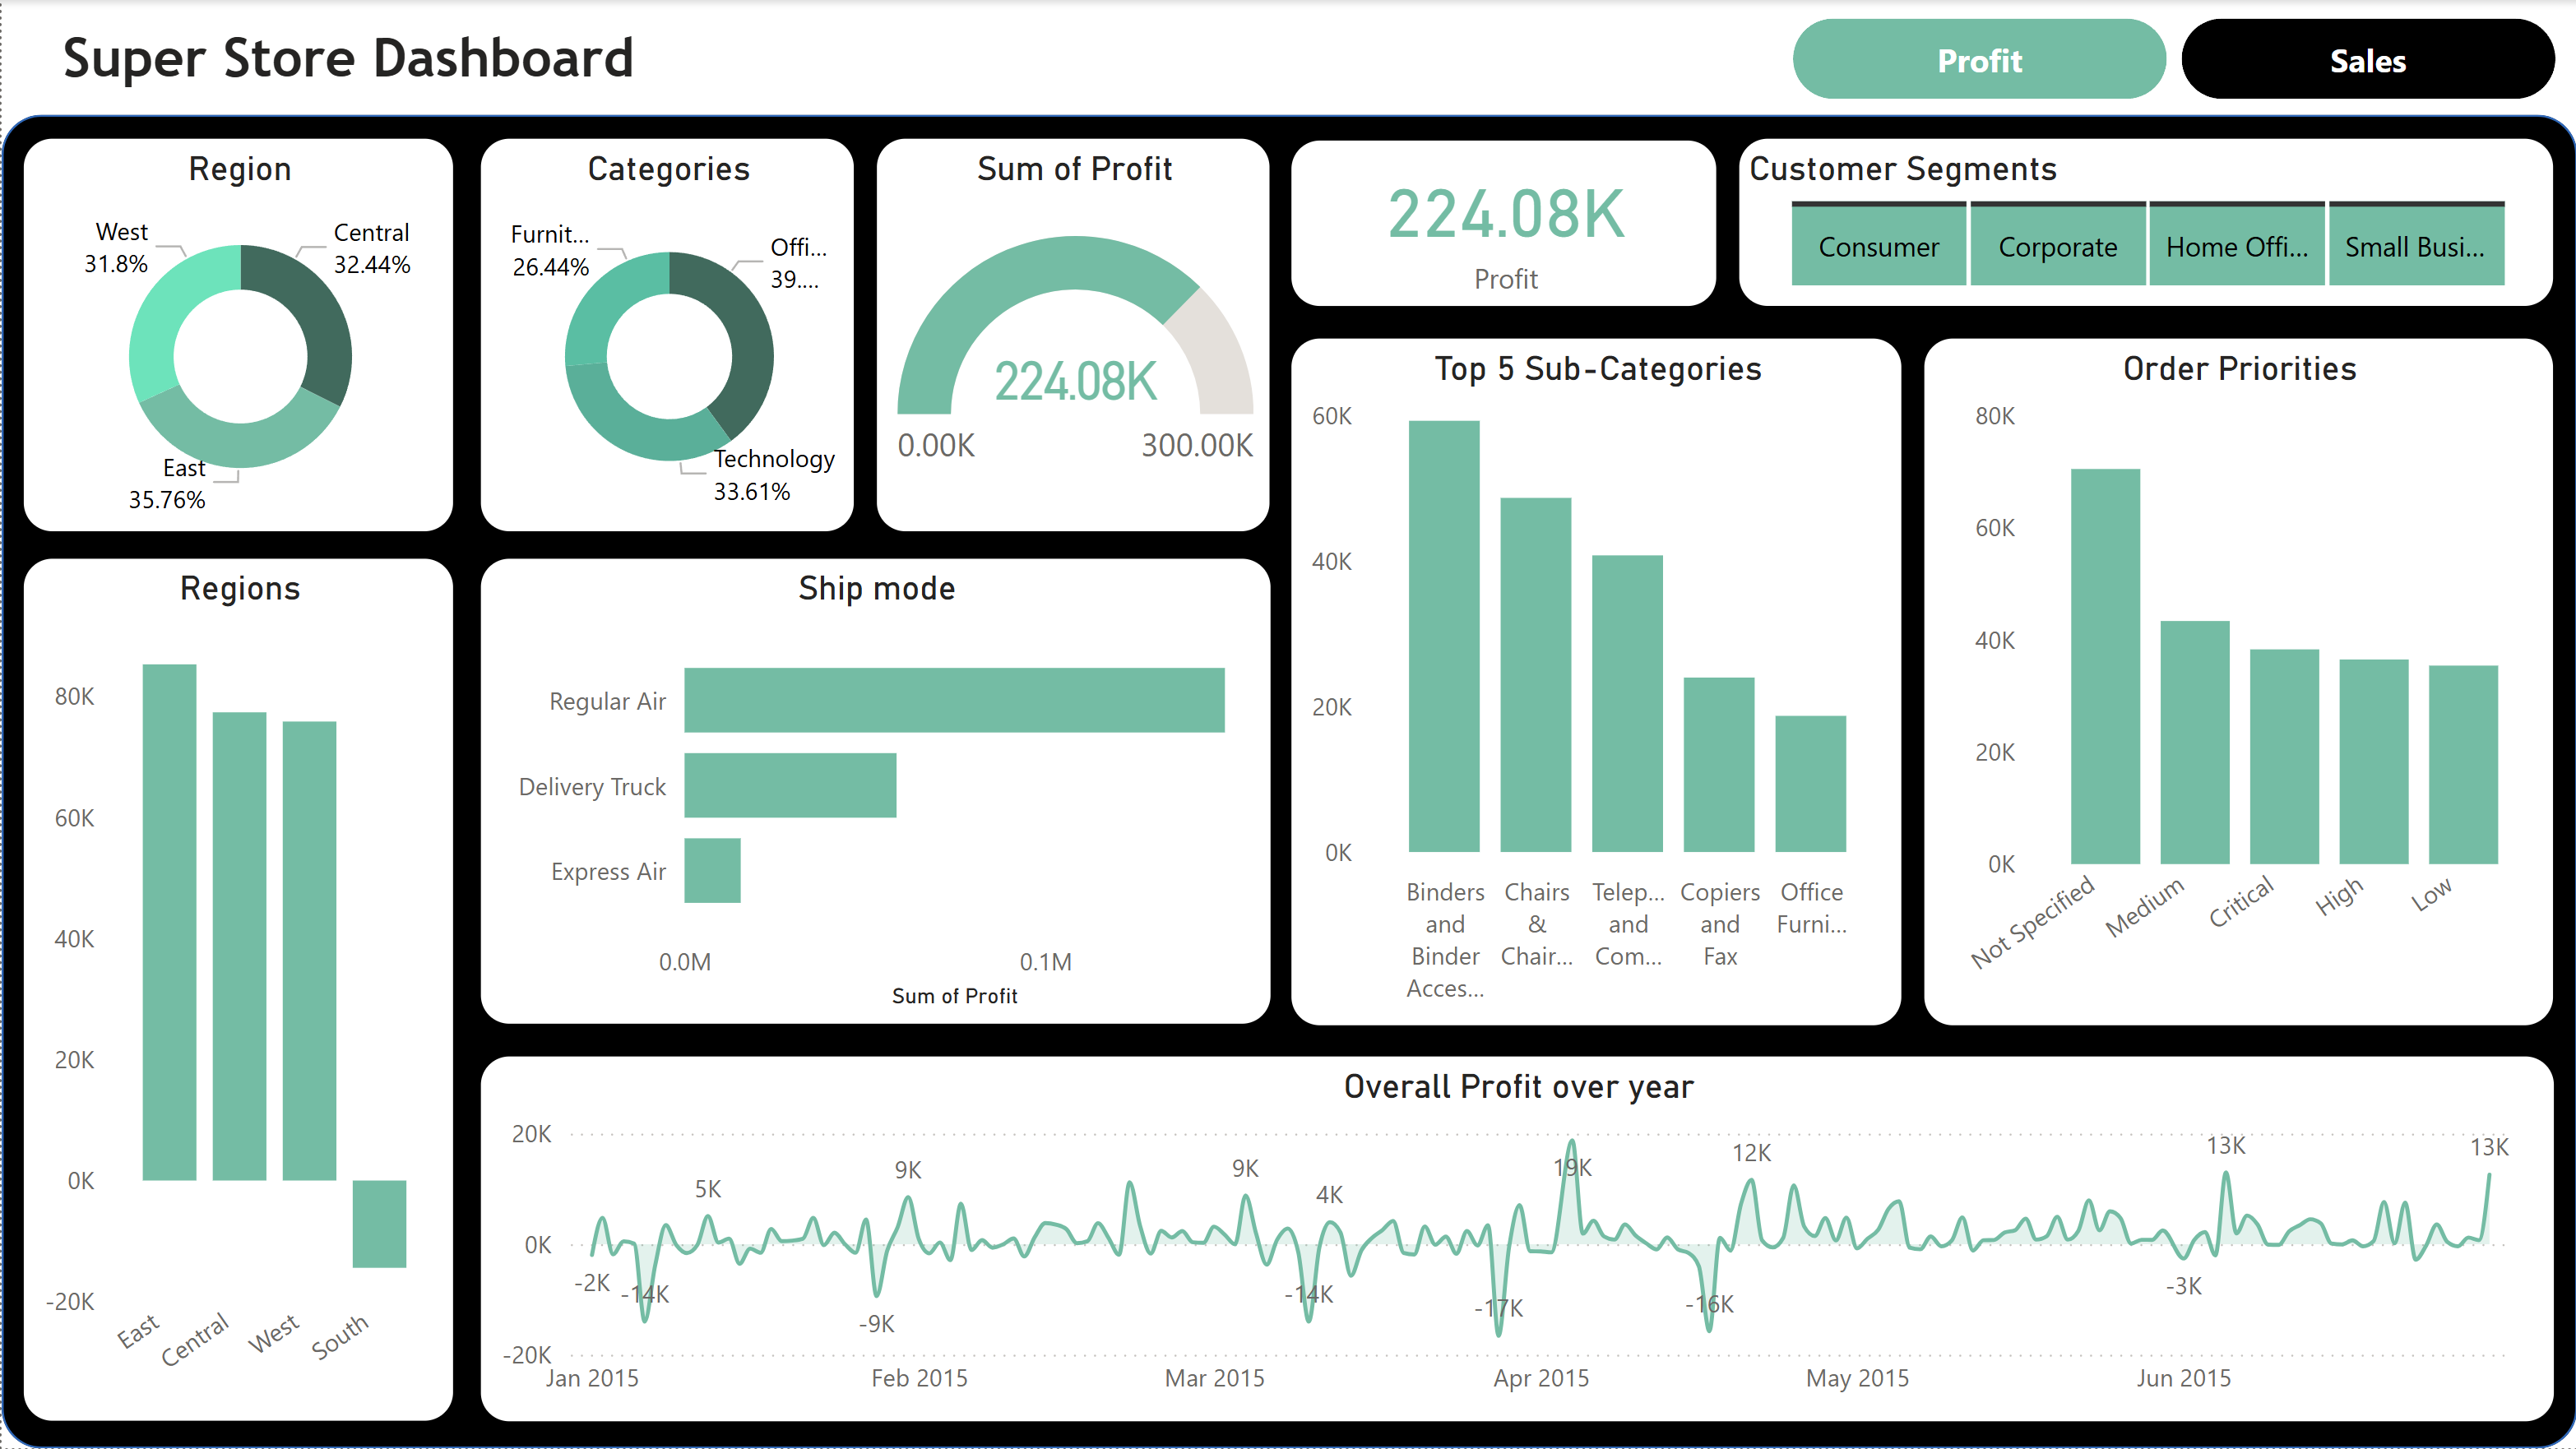 Super Store Dashboard
Profit
Sales
Region
West
31.8%
Central
32.44%
East
35.76%
Categories
Furnit...
26.44%
Offi...
39....
Technology
33.61%
Sum of Profit
224.08K
0.00K
300.00K
224.08K
Profit
Customer Segments
Consumer
Corporate
Home Offi...
Small Busi...
Regions
80K
60K
40K
20K
0K
-20K
East
Central
West
South
Ship mode
Regular Air
Delivery Truck
Express Air
0.0M
0.1M
Sum of Profit
Top 5 Sub-Categories
60K
40K
20K
0K
Binders
and
Binder
Acces...
Chairs
&
Chair...
Telep...
and
Com...
Copiers
and
Fax
Office
Furni...
Order Priorities
80K
60K
40K
20K
0K
Not Specified
Medium
Critical
High
Low
Overall Profit over year
20K
0K
-20K
-2K
-14K
5K
-9K
9K
9K
-14K
4K
-17K
19K
-16K
12K
-3K
13K
13K
Jan 2015
Feb 2015
Mar 2015
Apr 2015
May 2015
Jun 2015